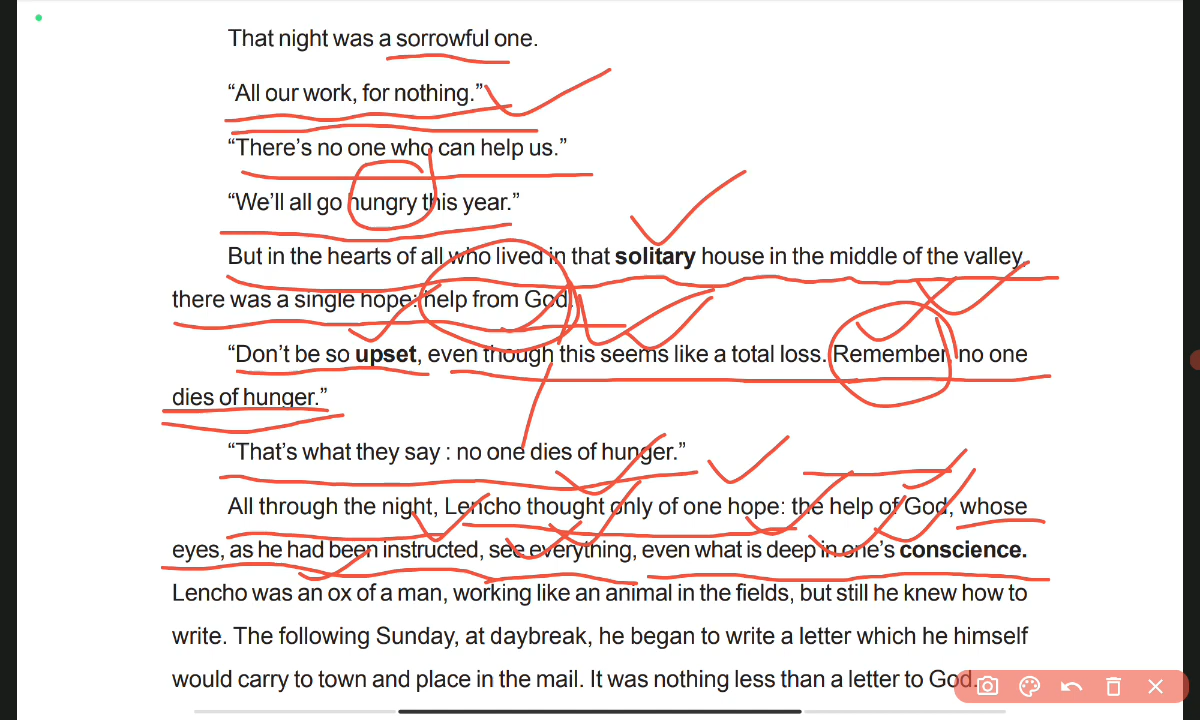 That night was a sorrowful one.
“All our work, for nothing.”
“There’s no one who can help us.”
“We’ll all go hungry this year.”
But in the hearts of all who lived in that solitary house in the middle of the valley,
there was a single hope: help from God.
“Don’t be so upset, even though this seems like a total loss. Remember, no one
dies of hunger.”
“That’s what they say : no one dies of hunger.”
All through the night, Lencho thought only of one hope: the help of God, whose
eyes, as he had been instructed, see everything, even what is deep in one’s conscience.
Lencho was an ox of a man, working like an animal in the fields, but still he knew how to
write. The following Sunday, at daybreak, he began to write a letter which he himself
would carry to town and place in the mail. It was nothing less than a letter to God.